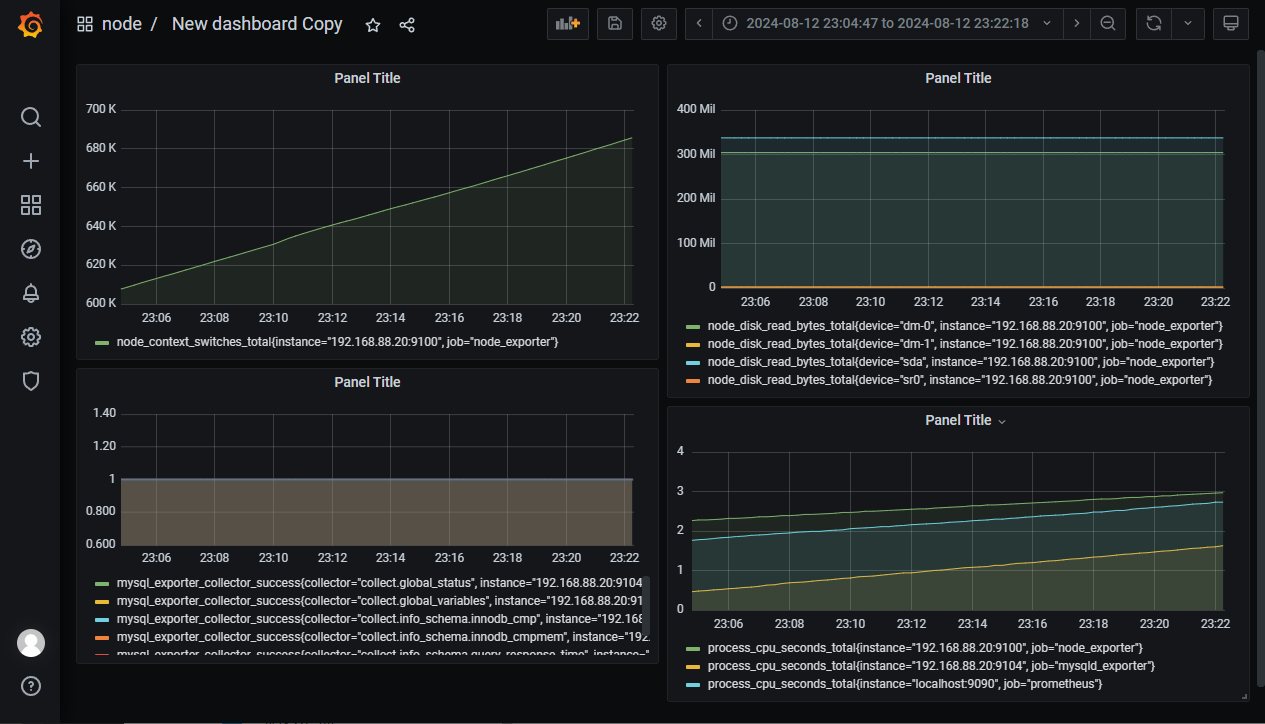 node / New dashboard Copy
2024-08-12 23:04:47 to 2024-08-12 23:22:18
Panel Title
700 K
680 K
660 K
640 K
620 K
600 K
23:06 23:08 23:10 23:12 23:14 23:16 23:18 23:20 23:22
node_context_switches_total{instance="192.168.88.20:9100", job="node_exporter"}
Panel Title
400 Mil
300 Mil
200 Mil
100 Mil
0
23:06 23:08 23:10 23:12 23:14 23:16 23:18 23:20 23:22
node_disk_read_bytes_total{device="dm-0", instance="192.168.88.20:9100", job="node_exporter"}
node_disk_read_bytes_total{device="dm-1", instance="192.168.88.20:9100", job="node_exporter"}
node_disk_read_bytes_total{device="sda", instance="192.168.88.20:9100", job="node_exporter"}
node_disk_read_bytes_total{device="sr0", instance="192.168.88.20:9100", job="node_exporter"}
Panel Title
1.40
1.20
1
0.800
0.600
23:06 23:08 23:10 23:12 23:14 23:16 23:18 23:20 23:22
mysql_exporter_collector_success{collector="collect.global_status", instance="192.168.88.20:9104
mysql_exporter_collector_success{collector="collect.global_variables", instance="192.168.88.20:91
mysql_exporter_collector_success{collector="collect.info_schema.innodb_cmp", instance="192.168
mysql_exporter_collector_success{collector="collect.info_schema.innodb_cmpmem", instance="192.
mysql_exporter_collector_success{collector="collect.info_schema.query_response_time", instance="
Panel Title
4
3
2
1
0
23:06 23:08 23:10 23:12 23:14 23:16 23:18 23:20 23:22
process_cpu_seconds_total{instance="192.168.88.20:9100", job="node_exporter"}
process_cpu_seconds_total{instance="192.168.88.20:9104", job="mysqld_exporter"}
process_cpu_seconds_total{instance="localhost:9090", job="prometheus"}